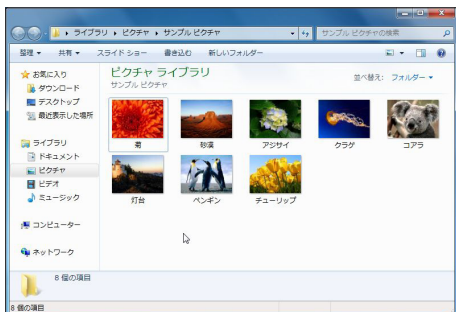 ライブラリ ▸ ピクチャ ▸ サンプル ピクチャ
サンプル ピクチャの検索
整理 共有 スライド ショー 書き込む 新しいフォルダー
お気に入り
ダウンロード
デスクトップ
最近表示した場所
ライブラリ
ドキュメント
ピクチャ
ビデオ
ミュージック
コンピューター
ネットワーク
ピクチャ ライブラリ
サンプル ピクチャ
並べ替え: フォルダー
菊 砂漠 アジサイ クラゲ コアラ
灯台 ペンギン チューリップ
8 個の項目
8 個の項目